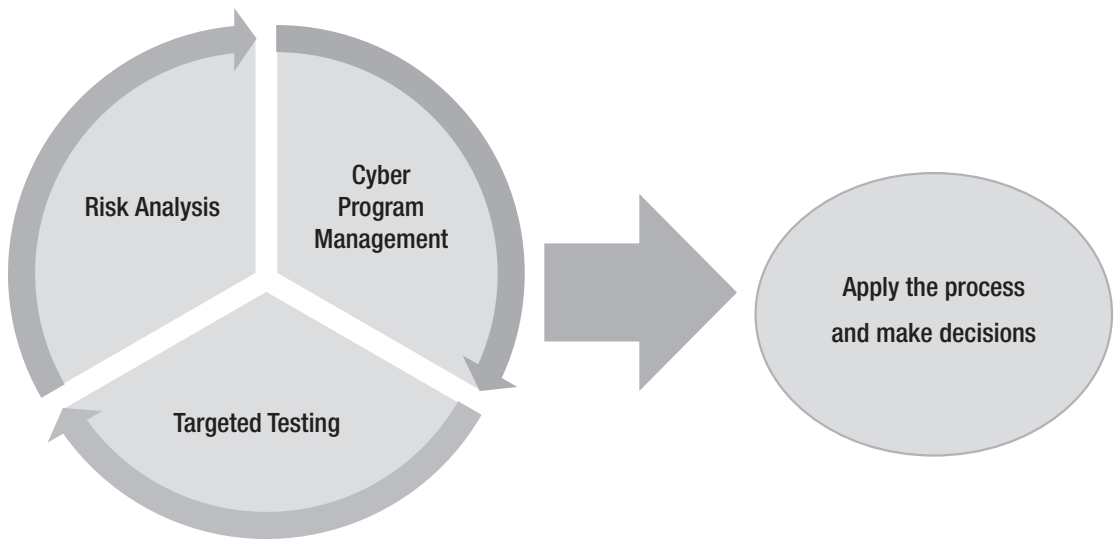 Risk Analysis
Cyber
Program
Management
Targeted Testing
Apply the process
and make decisions